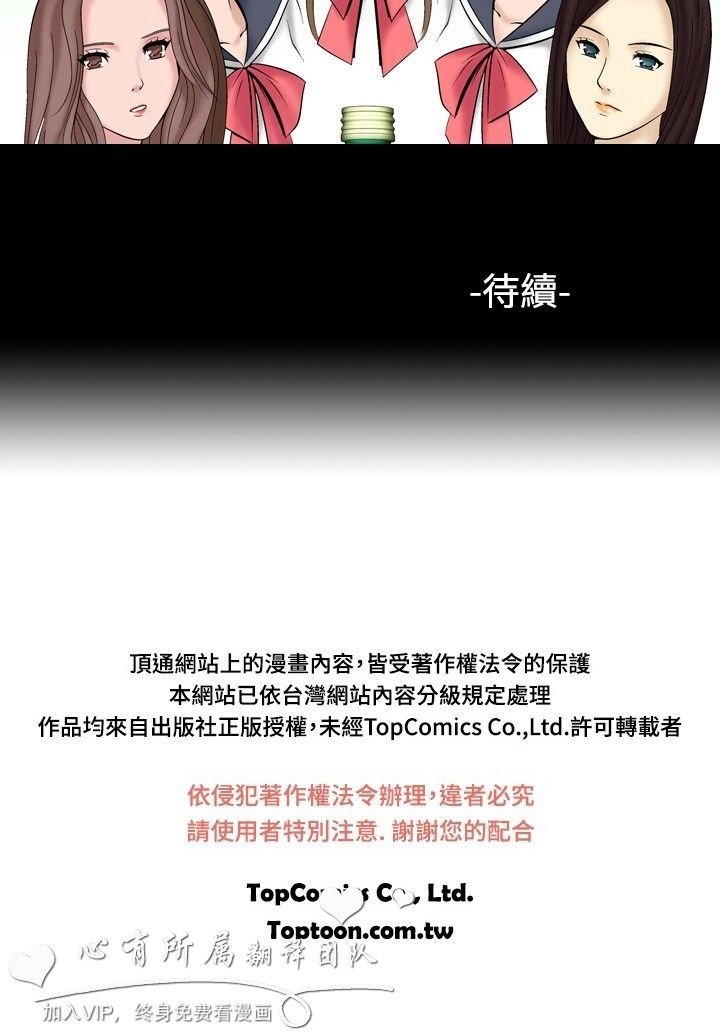 -待續-
頂通網站上的漫畫內容，皆受著作權法令的保護
本網站已依台灣網站內容分級規定處理
作品均來自出版社正版授權，未經TopComics Co.,Ltd.許可轉載者
依侵犯著作權法令辦理，違者必究
請使用者特別注意. 謝謝您的配合
TopComics Co., Ltd.
Toptoon.com.tw
心有所属翻译团队
加入VIP，终身免费看漫画